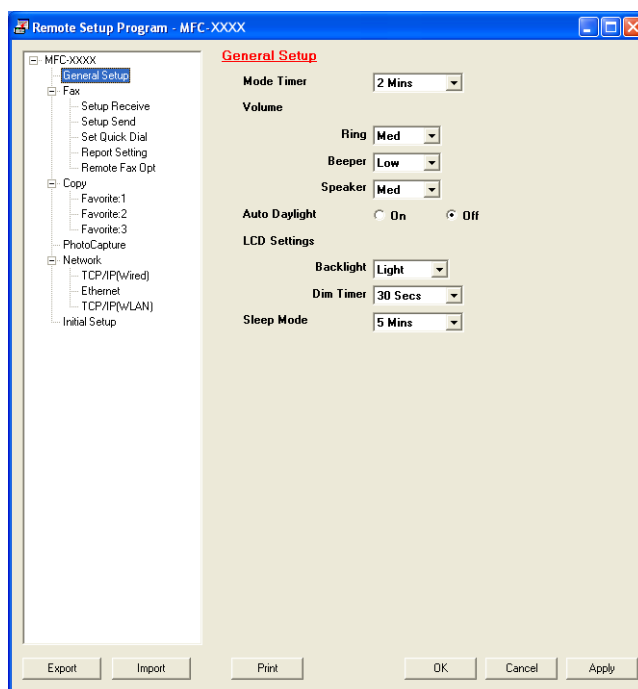 Remote Setup Program - MFC-XXXX
MFC-XXXX
General Setup
Fax
Setup Receive
Setup Send
Set Quick Dial
Report Setting
Remote Fax Opt
Copy
Favorite:1
Favorite:2
Favorite:3
PhotoCapture
Network
TCP/IP(Wired)
Ethernet
TCP/IP(WLAN)
Initial Setup
General Setup
Mode Timer 2 Mins
Volume
Ring Med
Beeper Low
Speaker Med
Auto Daylight On Off
LCD Settings
Backlight Light
Dim Timer 30 Secs
Sleep Mode 5 Mins
Export Import Print OK Cancel Apply